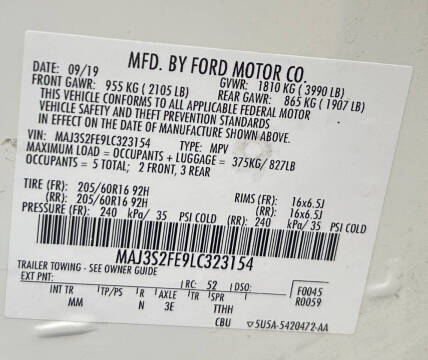 MFD. BY FORD MOTOR CO.
DATE: 09/19 GVWR: 1810 KG ( 3990 LB)
FRONT GAWR: 955 KG ( 2105 LB) REAR GAWR: 865 KG ( 1907 LB)
THIS VEHICLE CONFORMS TO ALL APPLICABLE FEDERAL MOTOR
VEHICLE SAFETY AND THEFT PREVENTION STANDARDS
IN EFFECT ON THE DATE OF MANUFACTURE SHOWN ABOVE.
VIN: MAJ3S2FE9LC323154 TYPE: MPV
MAXIMUM LOAD = OCCUPANTS + LUGGAGE = 375KG/ 827LB
OCCUPANTS = 5 TOTAL; 2 FRONT, 3 REAR
TIRE (FR): 205/60R16 92H RIMS (FR): 16x6.5J
(RR): 205/60R16 92H (RR): 16x6.5J
PRESSURE (FR): 240 kPa/ 35 PSI COLD (RR): 240 kPa/ 35 PSI COLD
MAJ3S2FE9LC323154
TRAILER TOWING - SEE OWNER GUIDE
EXT PNT: RC: 52 DSO: F0045
R0059
INT TR TP/PS R AXLE TR SPR
MM N 3E TTHH
CBU ▽5U5A-5420472-AA